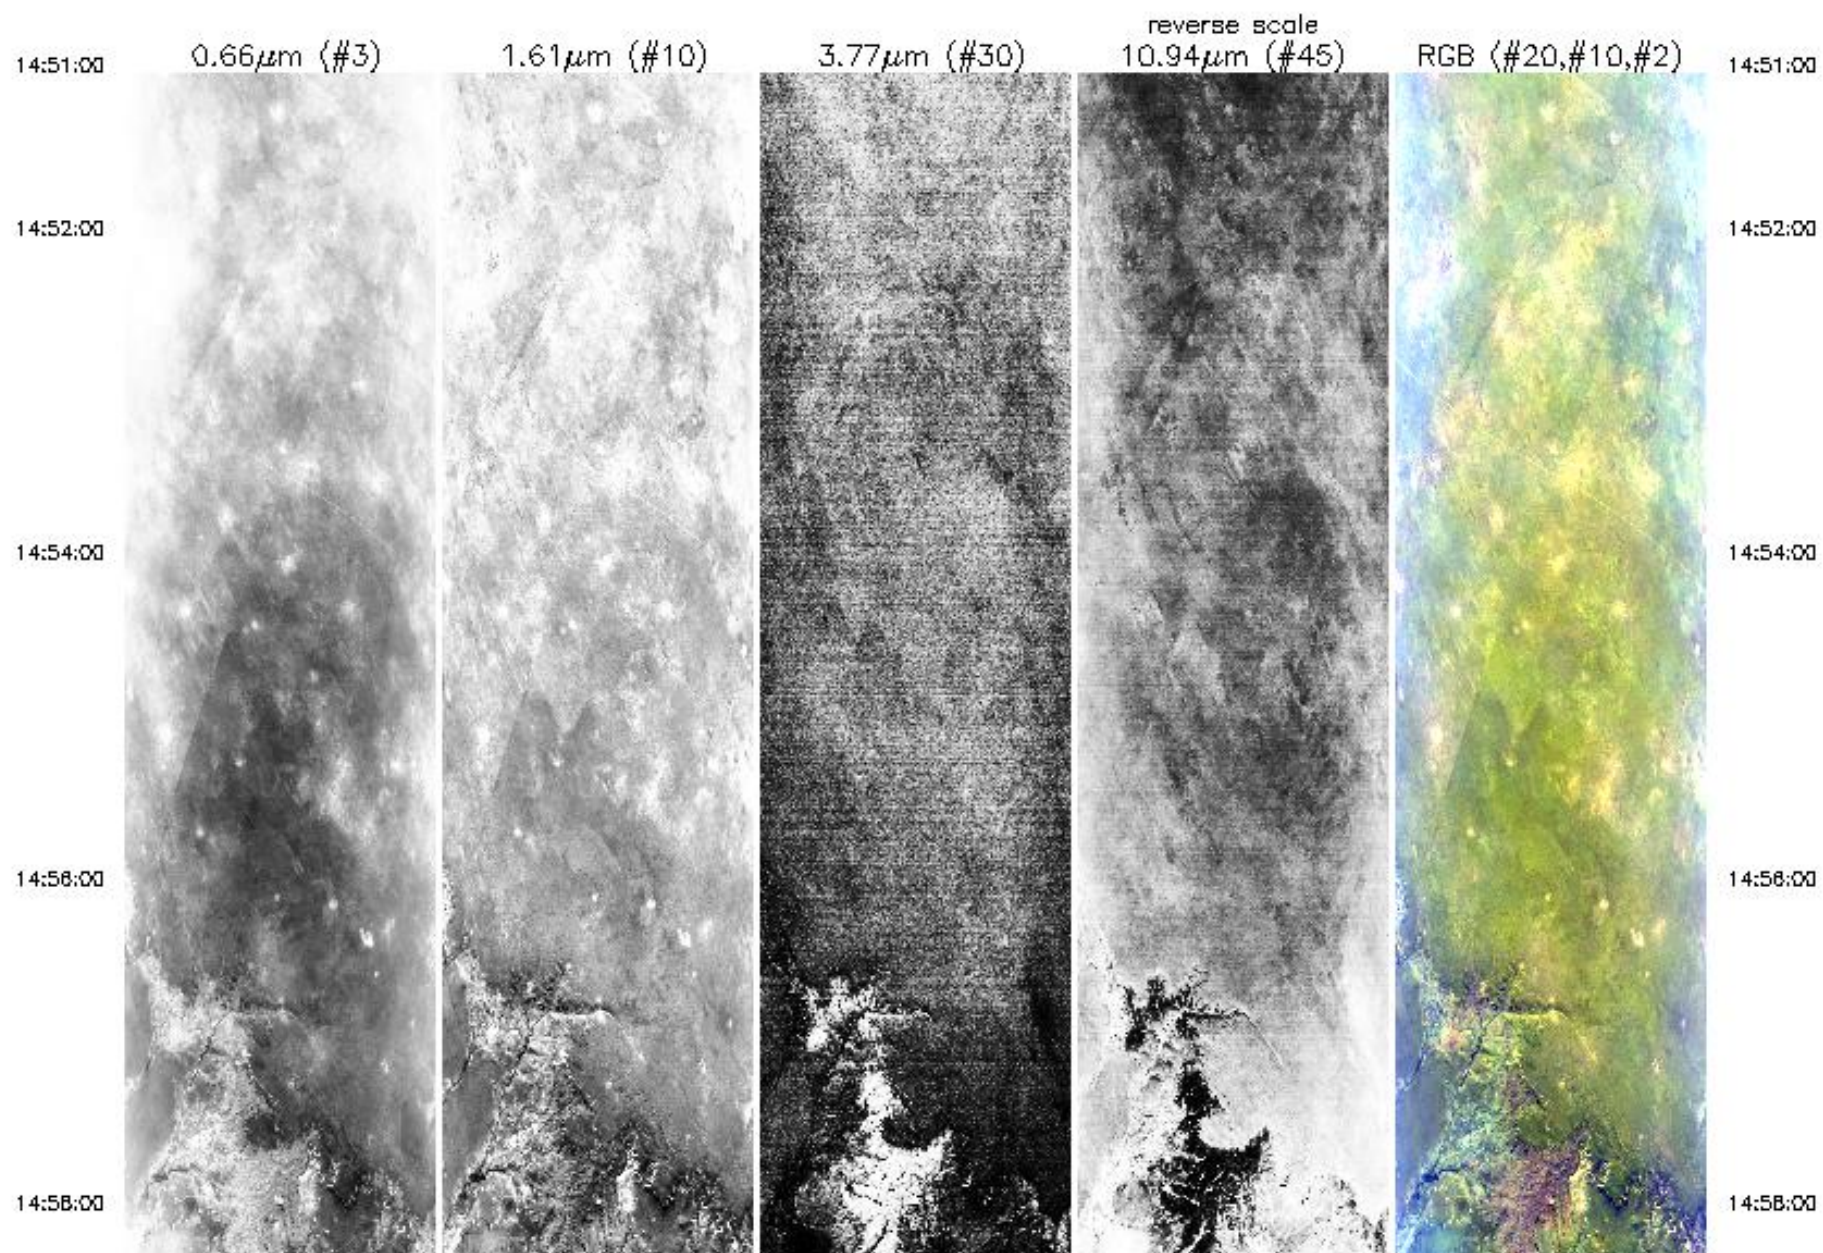 reverse scale
0.66μm (#3) 1.61μm (#10) 3.77μm (#30) 10.94μm (#45) RGB (#20,#10,#2)
14:51:00 14:51:00
14:52:00 14:52:00
14:54:00 14:54:00
14:56:00 14:56:00
14:58:00 14:58:00